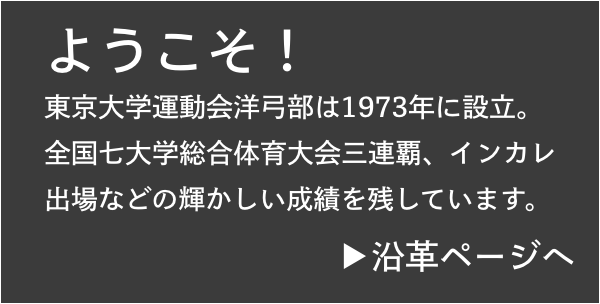 ようこそ！
東京大学運動会洋弓部は1973年に設立。
全国七大学総合体育大会三連覇、インカレ
出場などの輝かしい成績を残しています。
▶沿革ページへ